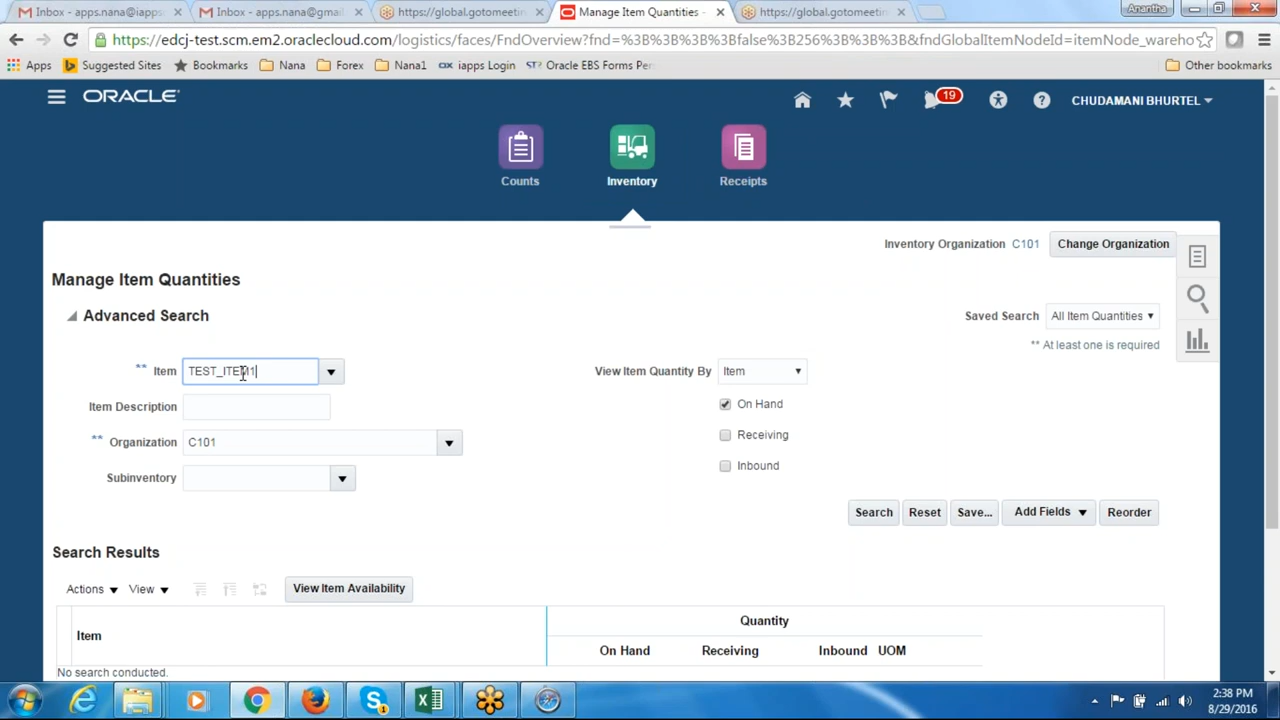 Inbox - apps.nana@iapps
Inbox - apps.nana@gmail
https://global.gotomeeting
Manage Item Quantities -
https://global.gotomeetin
Anantha
https://edcj-test.scm.em2.oraclecloud.com/logistics/faces/FndOverview?fnd=%3B%3B%3B%3Bfalse%3B256%3B%3B%3B&fndGlobalItemNodeId=itemNode_wareho
Apps
Suggested Sites
Bookmarks
Nana
Forex
Nana1
iapps Login
Oracle EBS Forms Per
Other bookmarks
ORACLE
19
CHUDAMANI BHURTEL
Counts
Inventory
Receipts
Inventory Organization C101 Change Organization
Manage Item Quantities
Advanced Search
Saved Search All Item Quantities
** At least one is required
** Item TEST_ITEM1
View Item Quantity By Item
Item Description
On Hand
** Organization C101
Receiving
Subinventory
Inbound
Search Reset Save... Add Fields Reorder
Search Results
Actions View View Item Availability
Quantity
Item
On Hand Receiving Inbound UOM
No search conducted.
2:38 PM
8/29/2016